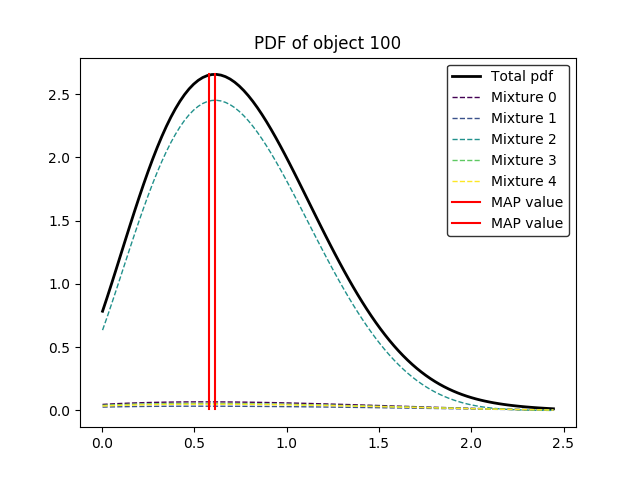 PDF of object 100
Total pdf
Mixture 0
Mixture 1
Mixture 2
Mixture 3
Mixture 4
MAP value
MAP value
2.5
2.0
1.5
1.0
0.5
0.0
0.0 0.5 1.0 1.5 2.0 2.5